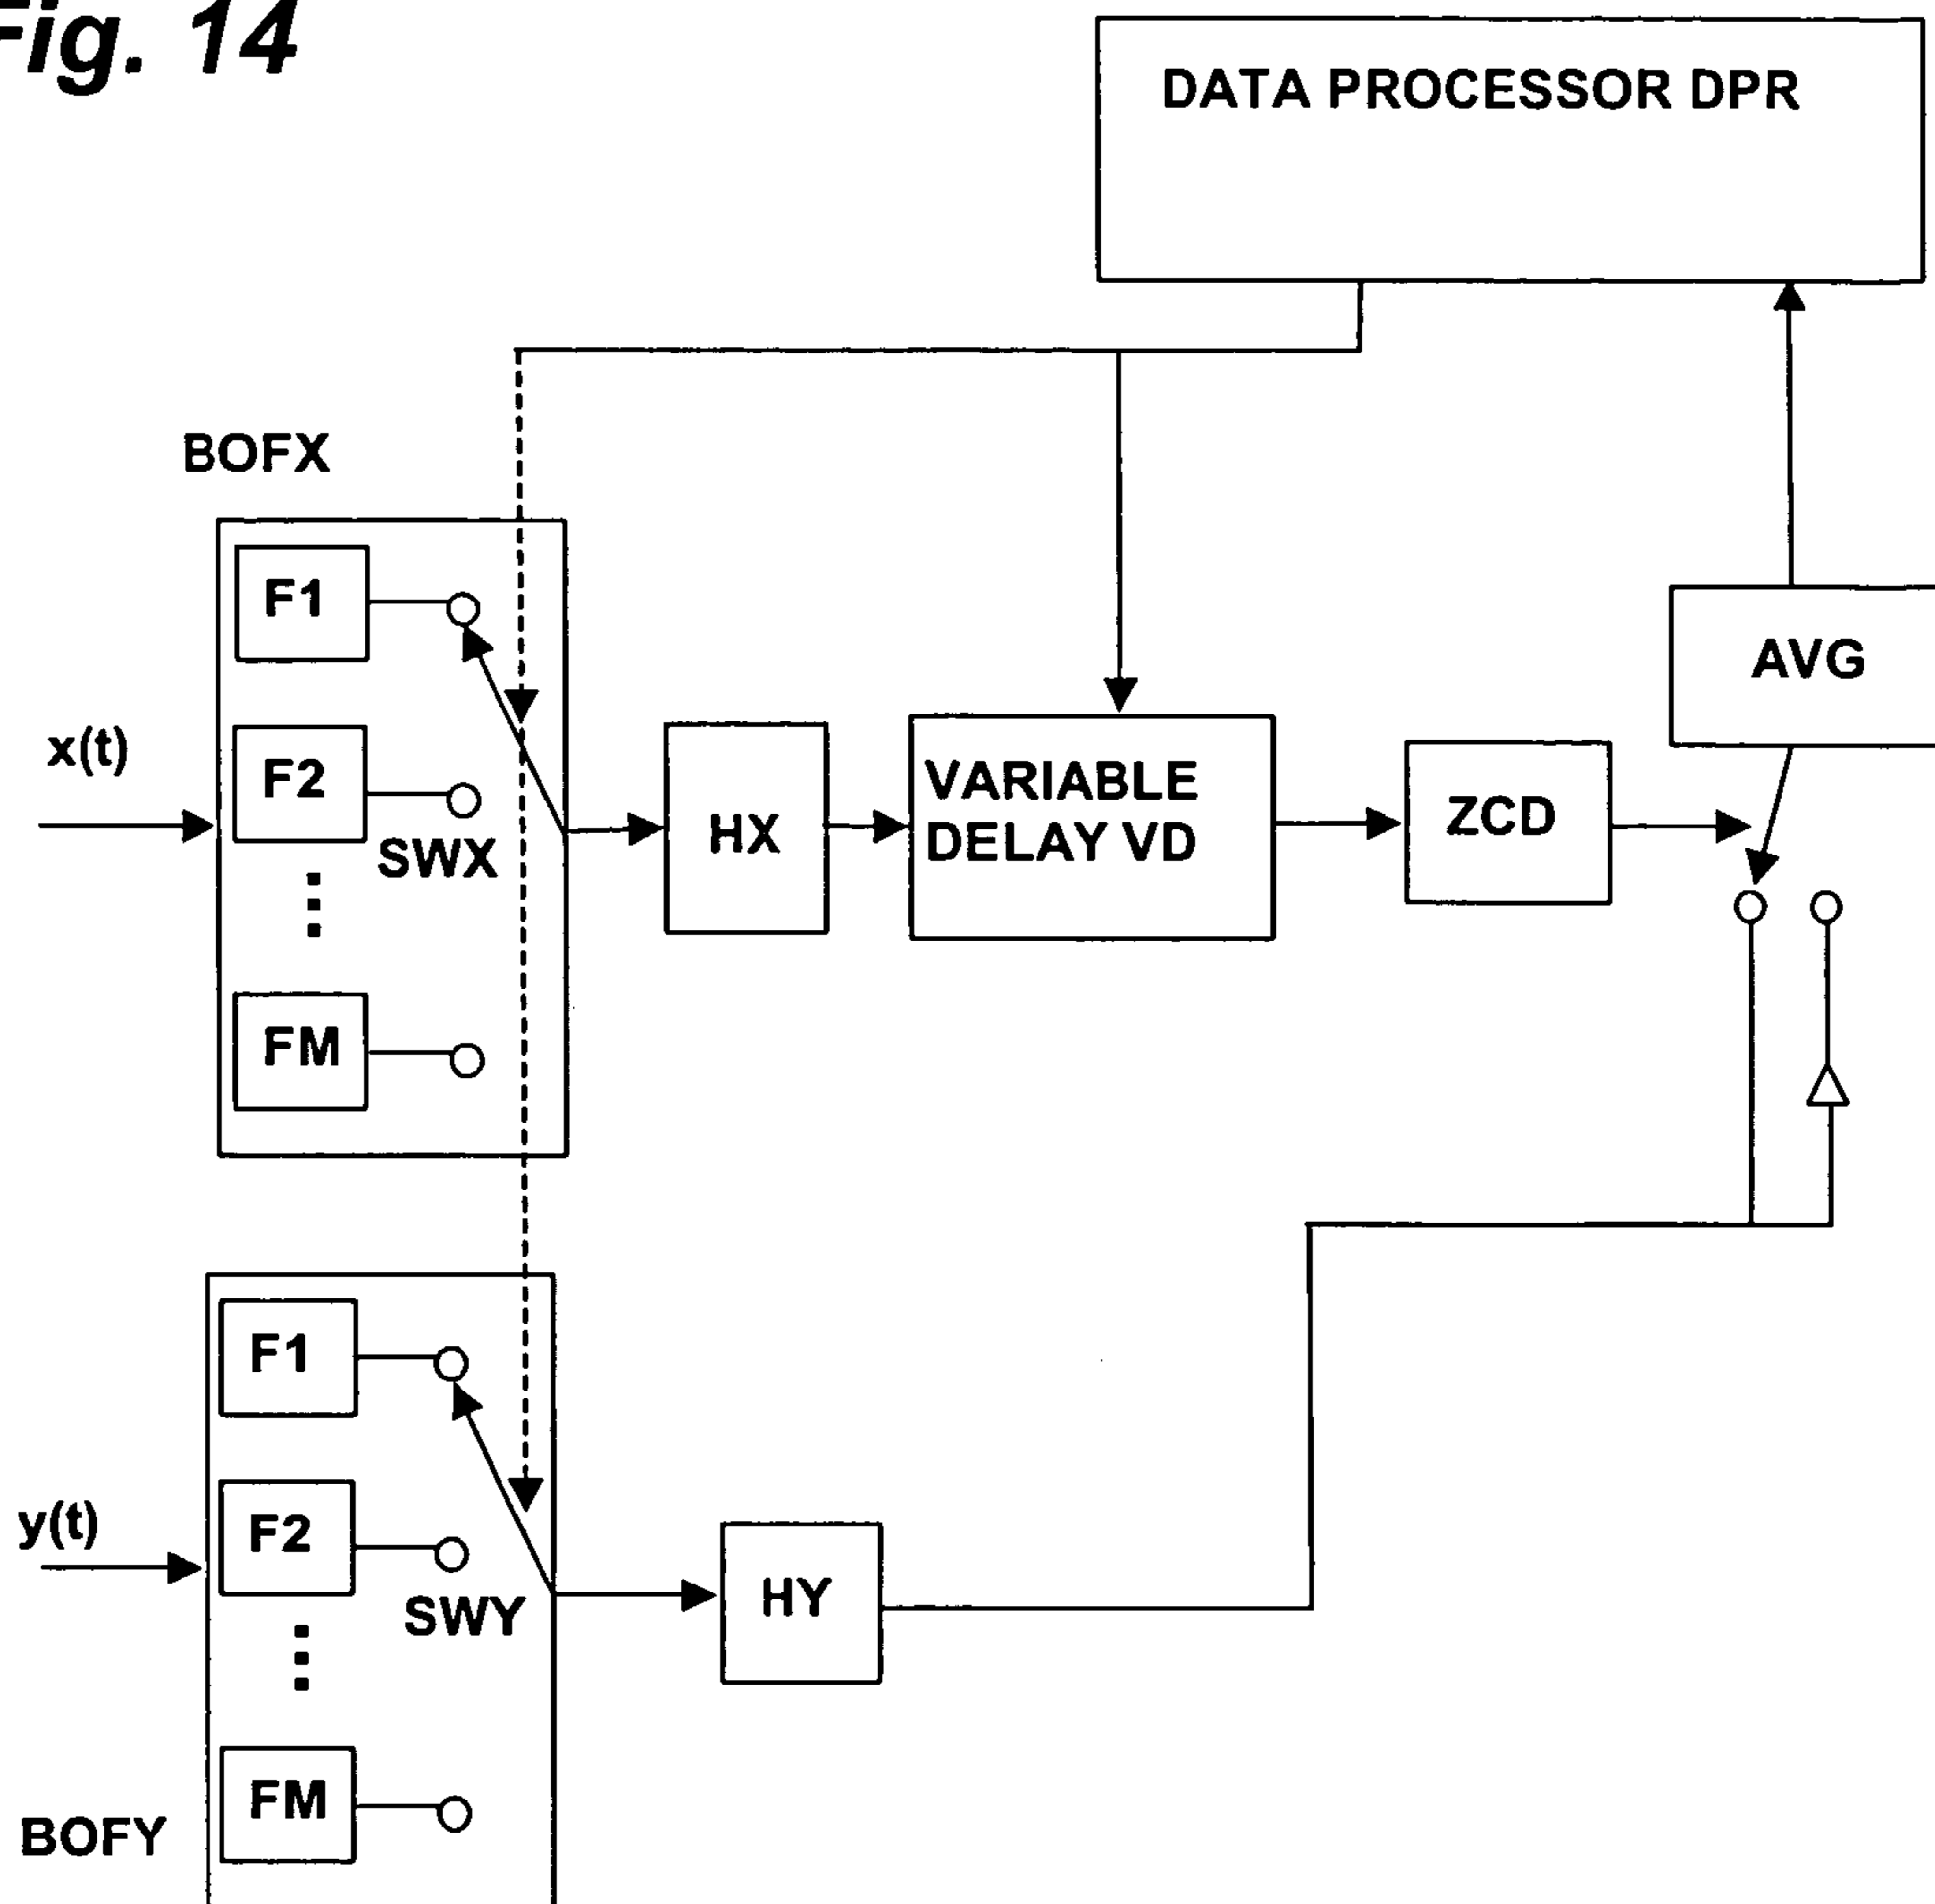 Fig. 14
DATA PROCESSOR DPR
BOFX
F1
x(t)
F2
SWX
FM
HX
VARIABLE
DELAY VD
ZCD
AVG
F1
y(t)
F2
SWY
FM
BOFY
HY